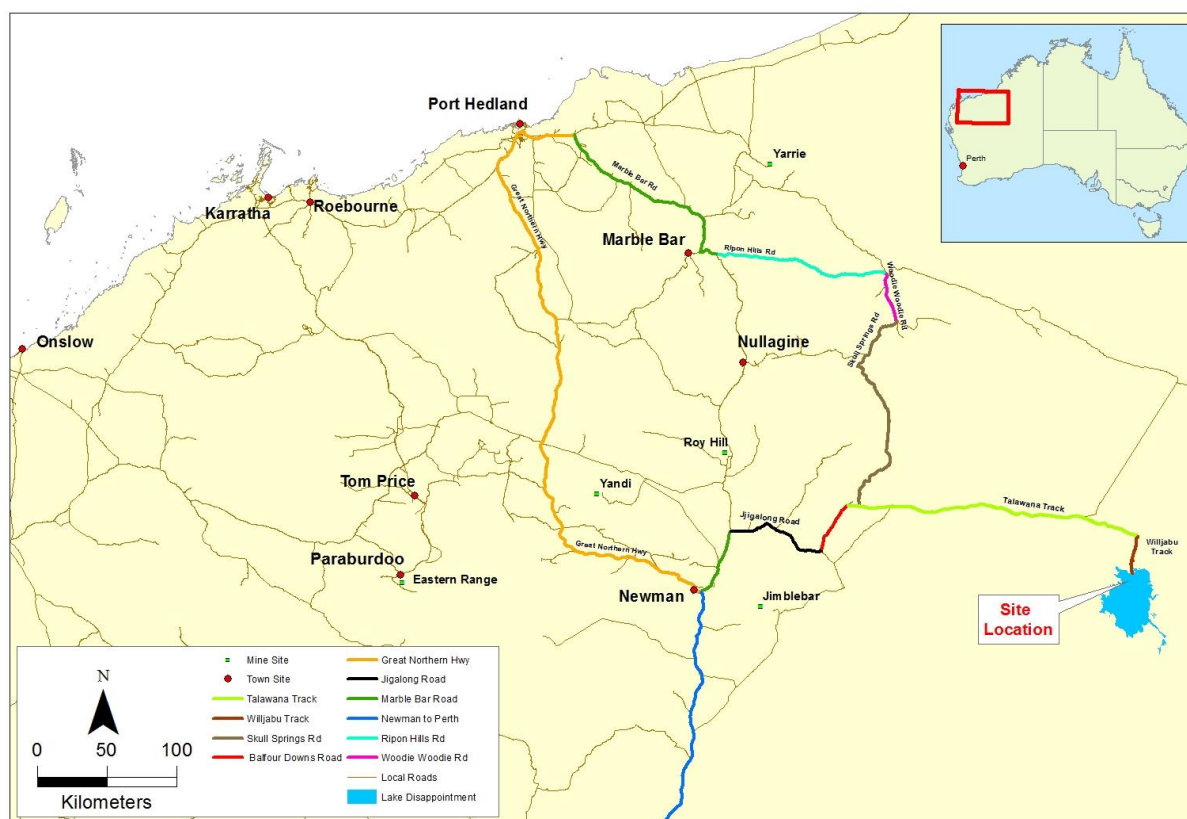 Port Hedland
Yarrie
Perth
Marble Bar Rd
Karratha
Roebourne
Great Northern Hwy
Marble Bar
Ripon Hills Rd
Woodie Woodie Rd
Onslow
Skull Springs Rd
Nullagine
Roy Hill
Yandi
Tom Price
Talawana Track
Jjigalong Road
Great Northern Hwy
Willjabu
Track
Paraburdoo
Eastern Range
Newman
Jimblebar
Site
Location
Mine Site
Town Site
Talawana Track
Willjabu Track
Skull Springs Rd
Balfour Downs Road
Great Northern Hwy
Jigalong Road
Marble Bar Road
Newman to Perth
Ripon Hills Rd
Woodie Woodie Rd
Local Roads
Lake Disappointment
N
0 50 100
Kilometers